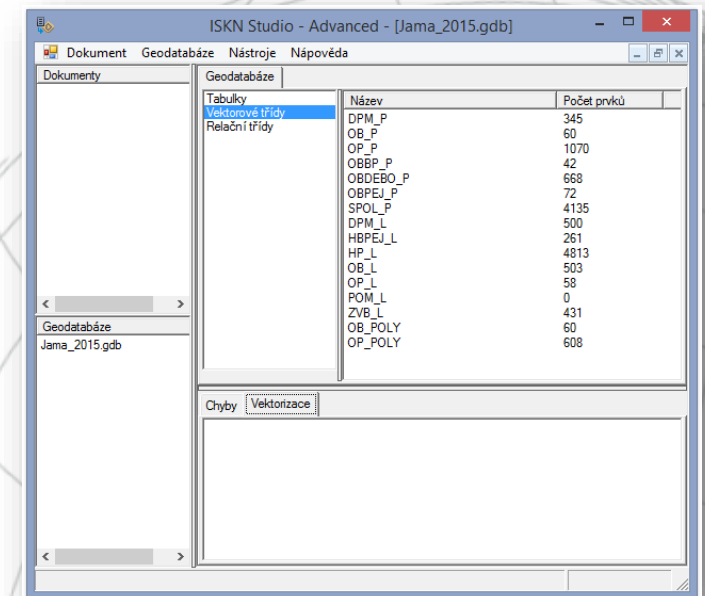 ISKN Studio - Advanced - [Jama_2015.gdb]
Dokument Geodatabáze Nástroje Nápověda
Dokumenty
Geodatabáze
Jama_2015.gdb
Geodatabáze
Tabulky
Vektorové třídy
Relační třídy
Název Počet prvků
DPM_P 345
OB_P 60
OP_P 1070
OBBP_P 42
OBDEBO_P 668
OBPEJ_P 72
SPOL_P 4135
DPM_L 500
HBPEJ_L 261
HP_L 4813
OB_L 503
OP_L 58
POM_L 0
ZVB_L 431
OB_POLY 60
OP_POLY 608
Chyby Vektorizace